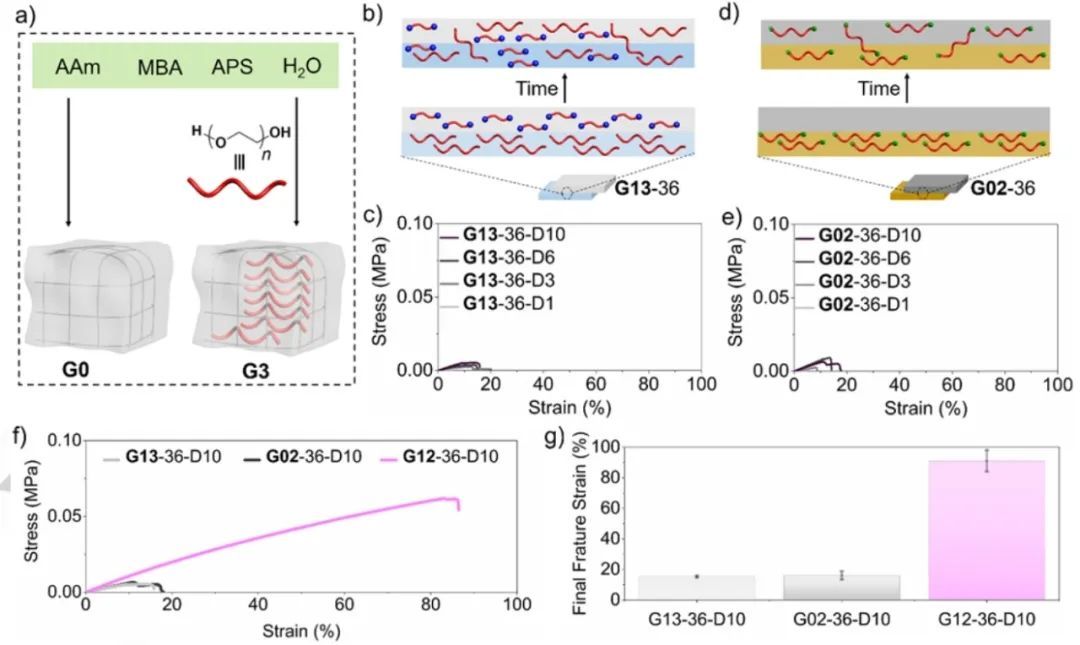 a)
AAm MBA APS H₂O
H O OH
n
G0 G3
b)
Time
G13-36
c)
Stress (MPa)
0.10
0.05
0.00
G13-36-D10
G13-36-D6
G13-36-D3
G13-36-D1
0 20 40 60 80 100
Strain (%)
d)
Time
G02-36
e)
Stress (MPa)
0.10
0.05
0.00
G02-36-D10
G02-36-D6
G02-36-D3
G02-36-D1
0 20 40 60 80 100
Strain (%)
f)
Stress (MPa)
0.10
0.05
0.00
G13-36-D10 G02-36-D10 G12-36-D10
0 20 40 60 80 100
Strain (%)
g)
Final Frature Strain (%)
100
80
60
40
20
0
G13-36-D10 G02-36-D10 G12-36-D10